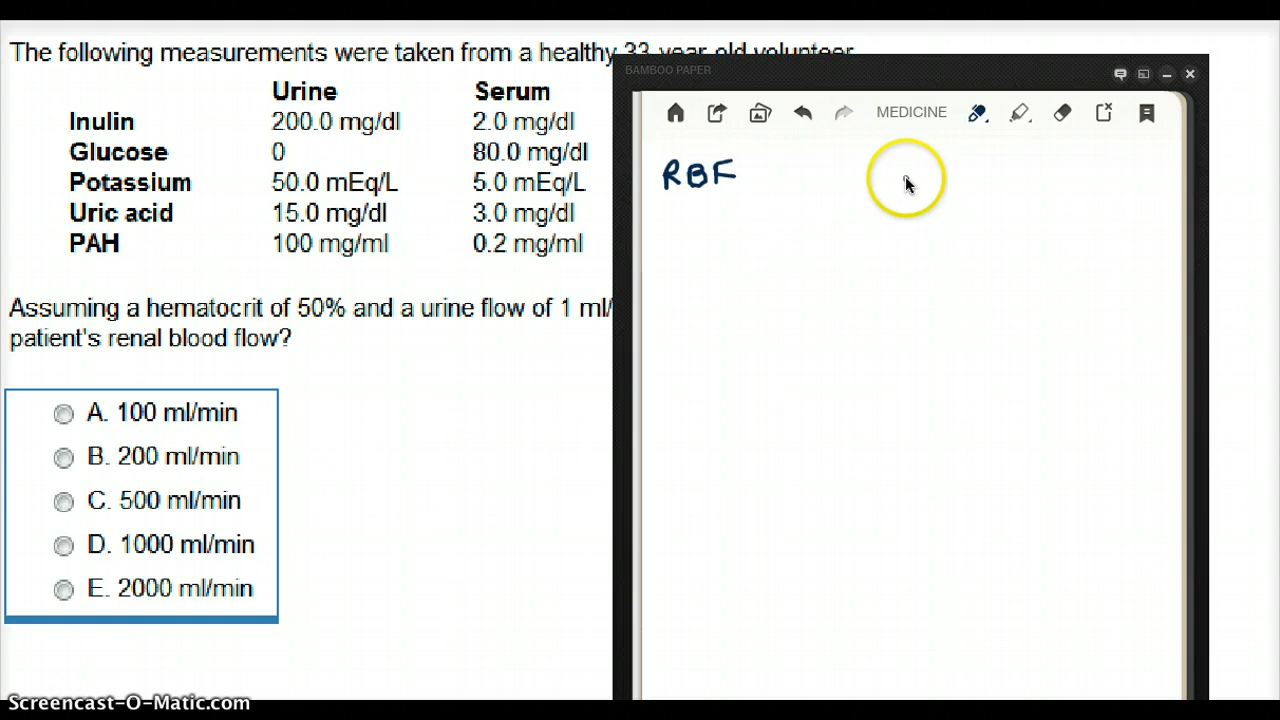 The following measurements were taken from a healthy 33-year-old volunteer
Urine Serum
Inulin 200.0 mg/dl 2.0 mg/dl
Glucose 0 80.0 mg/dl
Potassium 50.0 mEq/L 5.0 mEq/L
Uric acid 15.0 mg/dl 3.0 mg/dl
PAH 100 mg/ml 0.2 mg/ml
Assuming a hematocrit of 50% and a urine flow of 1 ml/
patient's renal blood flow?
A. 100 ml/min
B. 200 ml/min
C. 500 ml/min
D. 1000 ml/min
E. 2000 ml/min
BAMBOO PAPER
MEDICINE
RBF
Screencast-O-Matic.com